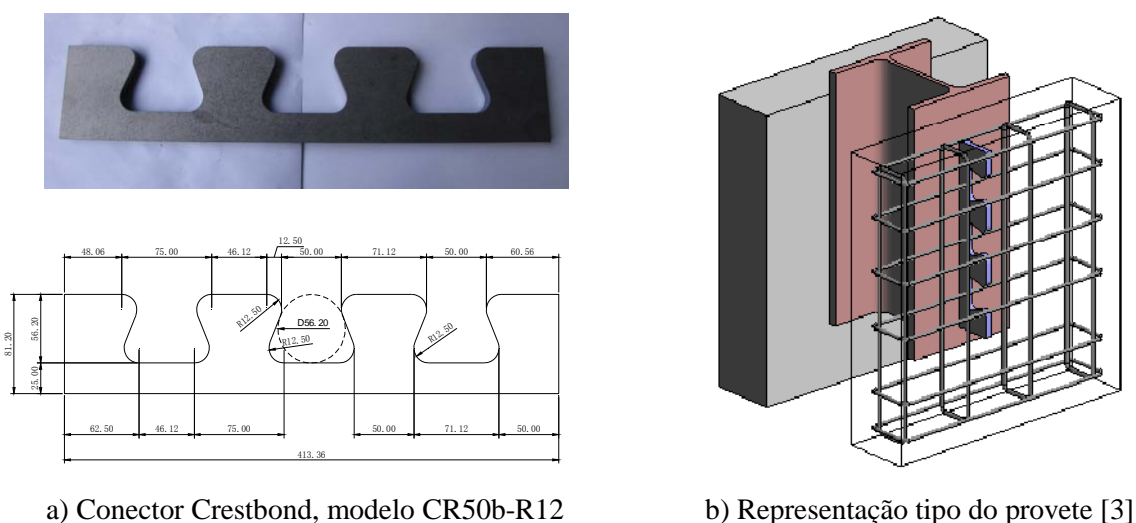 12.50
48.06 75.00 46.12 50.00 71.12 50.00 60.56
81.20
56.20
25.00
R12.50
D56.20
R12.50
R12.50
62.50 46.12 75.00 50.00 71.12 50.00
413.36
a) Conector Crestbond, modelo CR50b-R12
b) Representação tipo do provete [3]